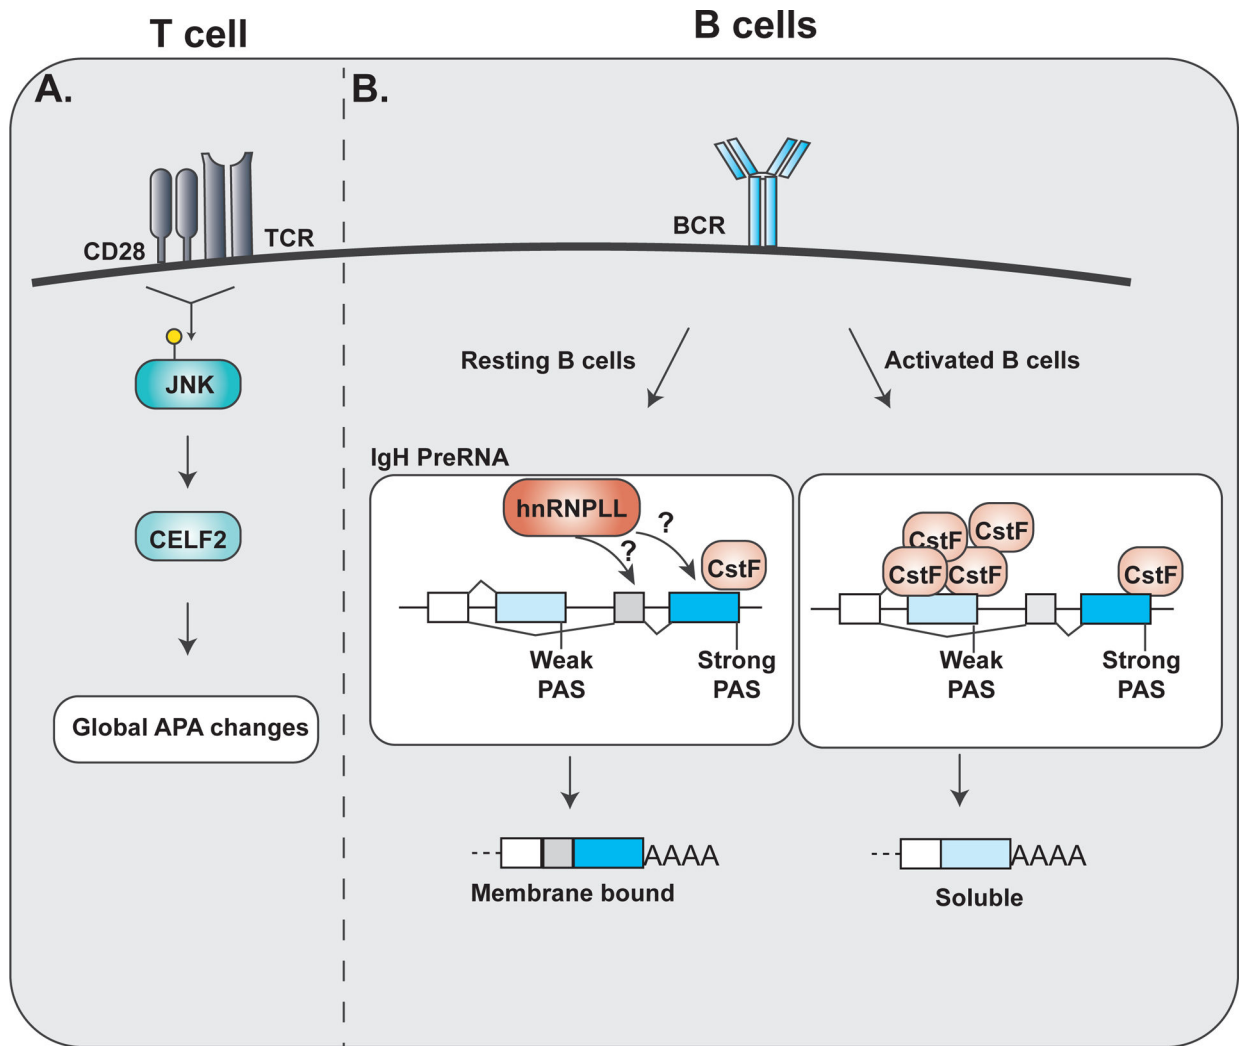 T cell
B cells
A.
B.
CD28
TCR
BCR
JNK
CELF2
Global APA changes
Resting B cells
Activated B cells
IgH PreRNA
hnRNPLL
?
?
CstF
Weak
PAS
Strong
PAS
CstF
CstF
CstF
CstF
CstF
Weak
PAS
Strong
PAS
AAAA
Membrane bound
AAAA
Soluble